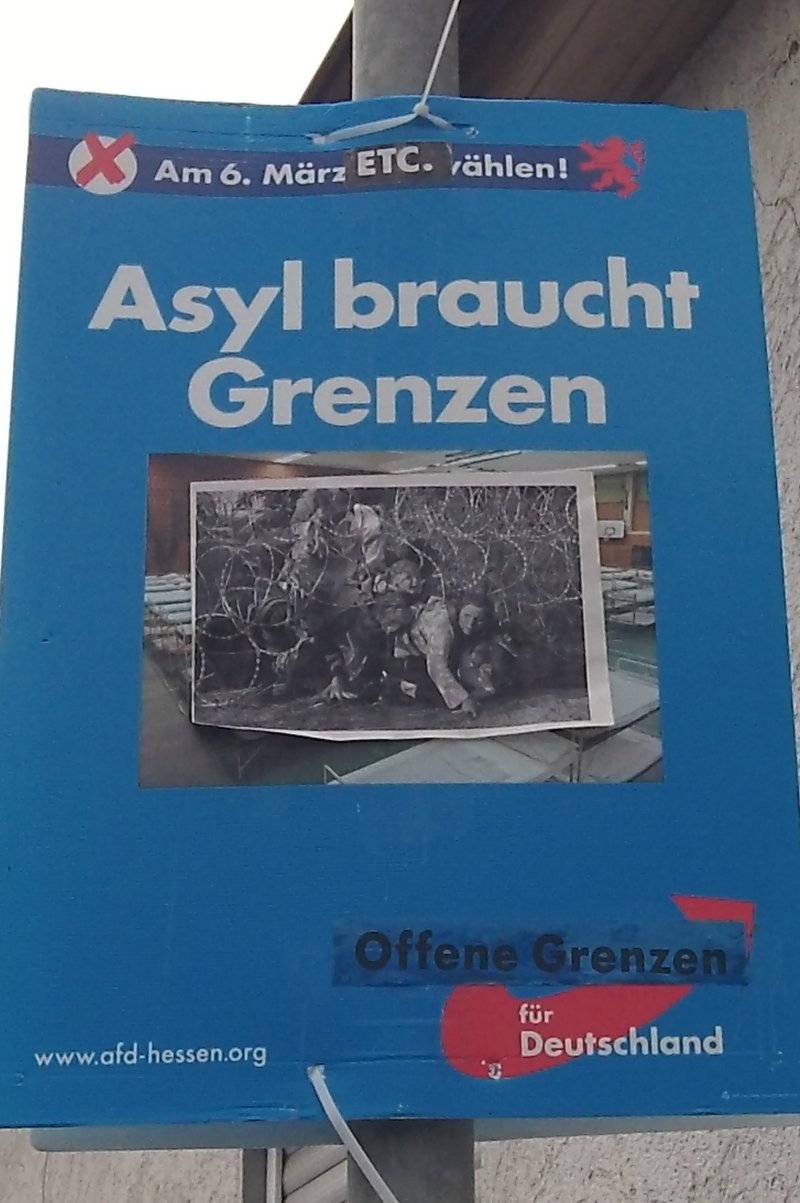 Am 6. März ETC. wählen!
Asyl braucht
Grenzen
Offene Grenzen
für
Deutschland
www.afd-hessen.org